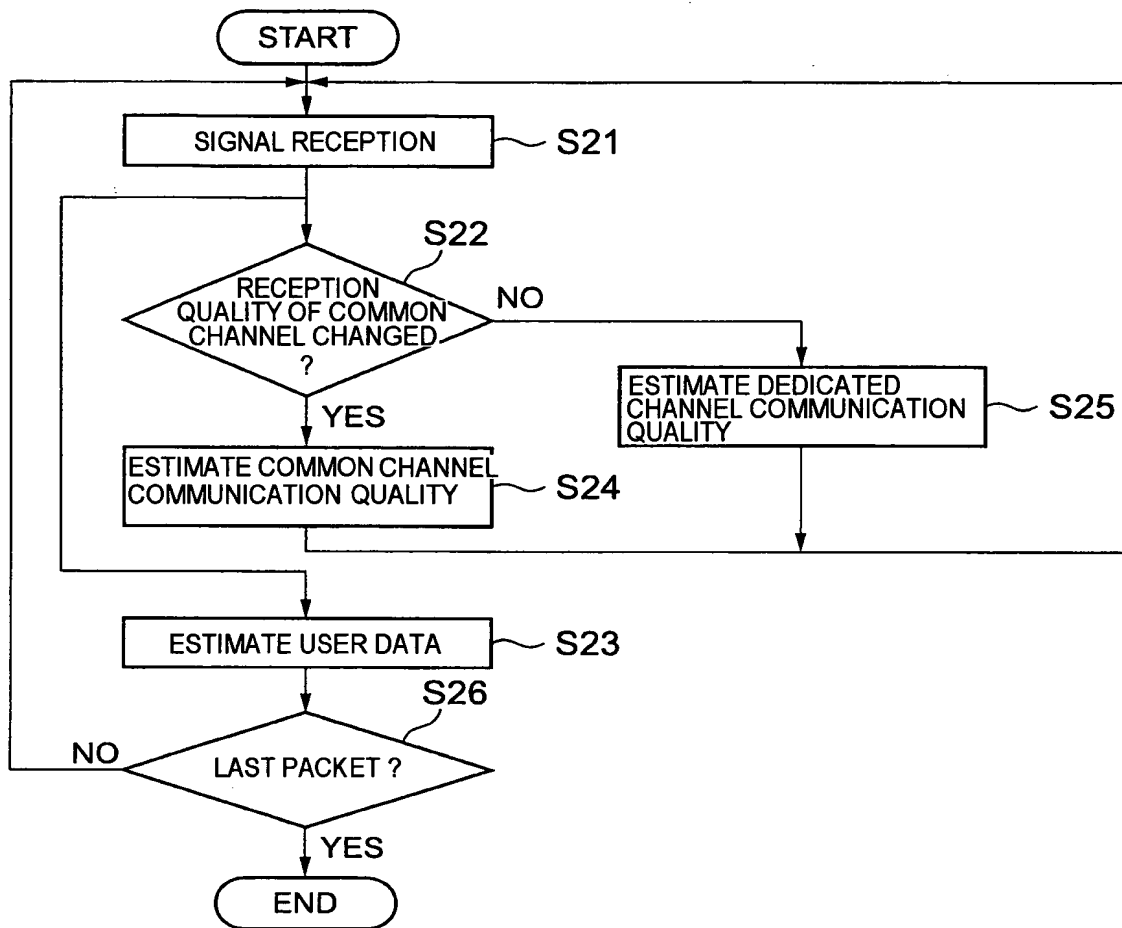 START
SIGNAL RECEPTION
S21
S22
RECEPTION
QUALITY OF COMMON
CHANNEL CHANGED
?
NO
YES
ESTIMATE DEDICATED
CHANNEL COMMUNICATION
QUALITY
S25
ESTIMATE COMMON CHANNEL
COMMUNICATION QUALITY
S24
ESTIMATE USER DATA
S23
S26
LAST PACKET ?
NO
YES
END